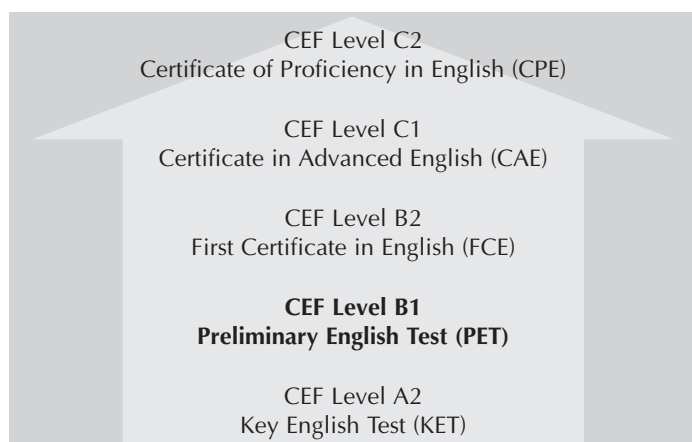 CEF Level C2
Certificate of Proficiency in English (CPE)
CEF Level C1
Certificate in Advanced English (CAE)
CEF Level B2
First Certificate in English (FCE)
CEF Level B1
Preliminary English Test (PET)
CEF Level A2
Key English Test (KET)